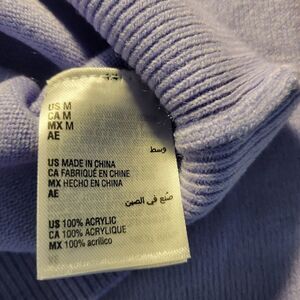 US M
CA M
MX M
AE
وسط
US MADE IN CHINA
CA FABRIQUÉ EN CHINE
MX HECHO EN CHINA
AE
صُنع في الصين
US 100% ACRYLIC
CA 100% ACRYLIQUE
MX 100% acrílico